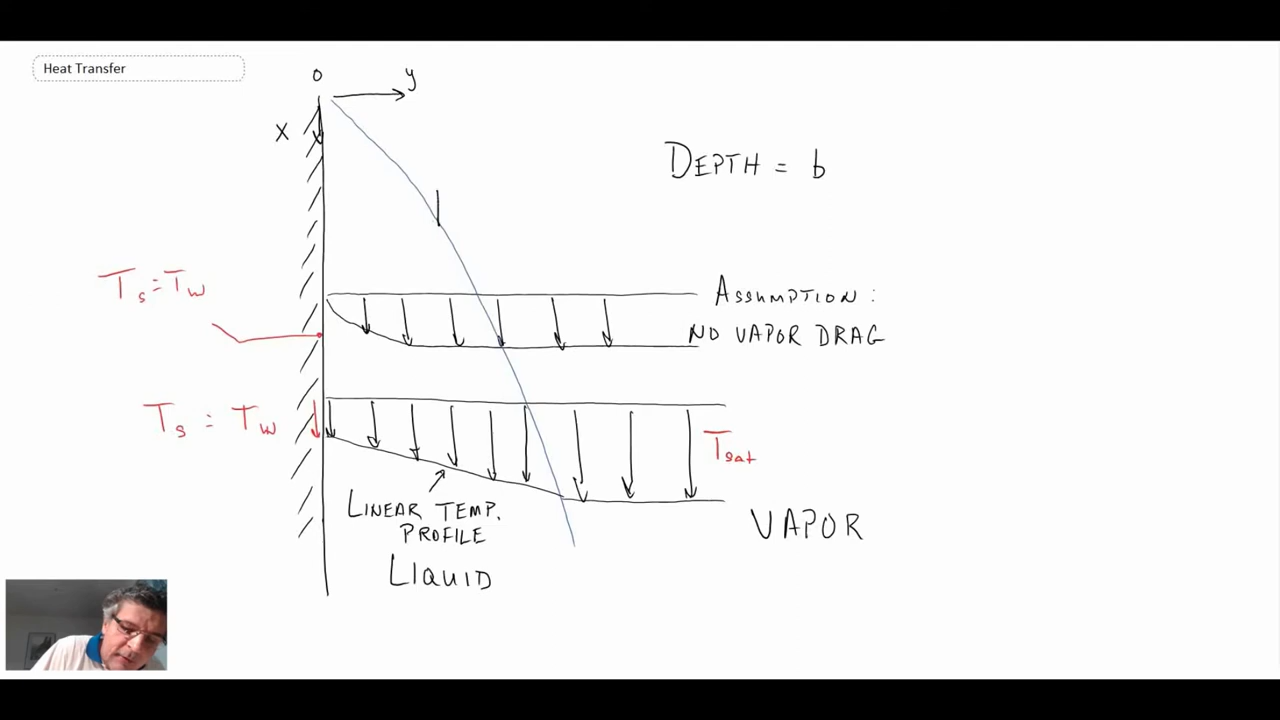 Heat Transfer
0
y
X
DEPTH = b
Ts = Tw
ASSUMPTION:
NO VAPOR DRAG
Ts = Tw
Tsat
LINEAR TEMP.
PROFILE
VAPOR
LIQUID